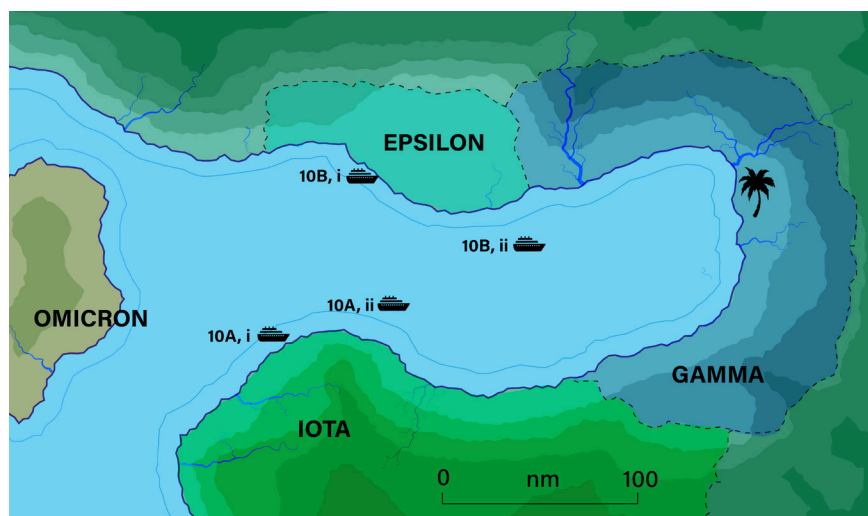 EPSILON
10B, i
10B, ii
10A, ii
OMICRON
10A, i
GAMMA
IOTA
0 nm 100